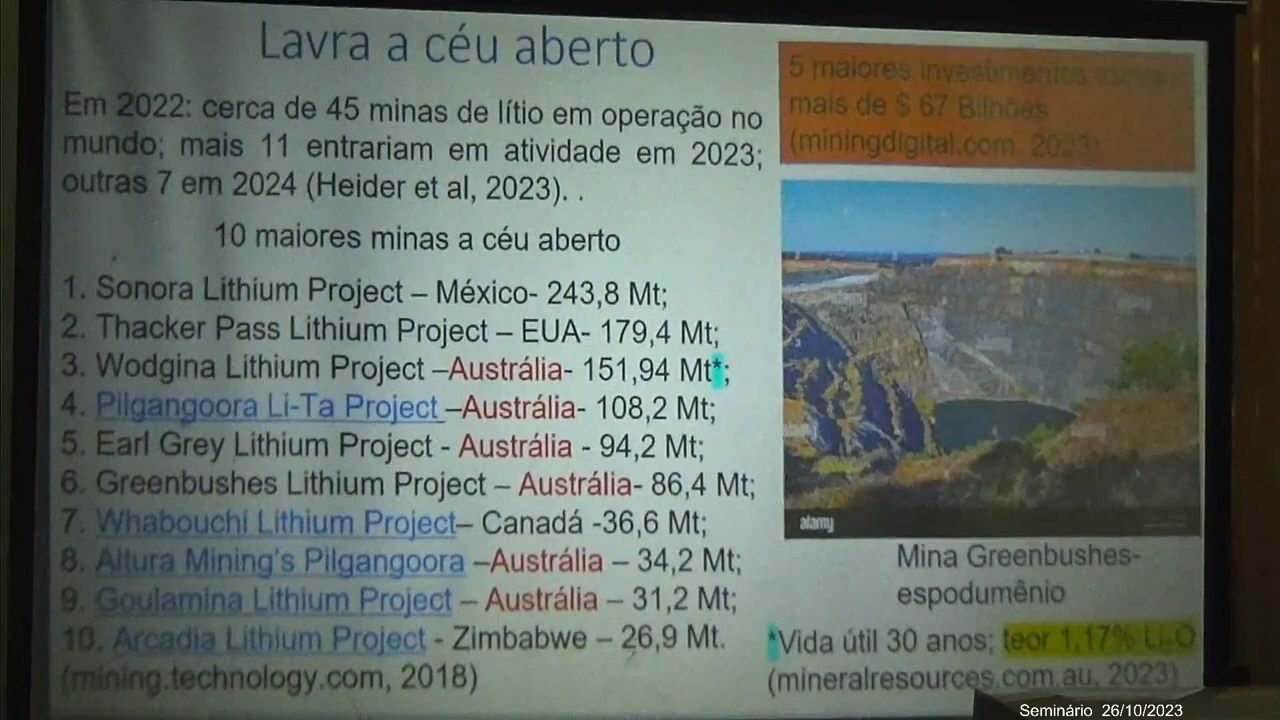 Lavra a céu aberto
Em 2022: cerca de 45 minas de lítio em operação no
mundo; mais 11 entrariam em atividade em 2023;
outras 7 em 2024 (Heider et al, 2023). .
10 maiores minas a céu aberto
1. Sonora Lithium Project – México- 243,8 Mt;
2. Thacker Pass Lithium Project – EUA- 179,4 Mt;
3. Wodgina Lithium Project –Austrália- 151,94 Mt*;
4. Pilgangoora Li-Ta Project –Austrália- 108,2 Mt;
5. Earl Grey Lithium Project - Austrália - 94,2 Mt;
6. Greenbushes Lithium Project – Austrália- 86,4 Mt;
7. Whabouchi Lithium Project– Canadá -36,6 Mt;
8. Altura Mining's Pilgangoora –Austrália – 34,2 Mt;
9. Goulamina Lithium Project – Austrália – 31,2 Mt;
10. Arcadia Lithium Project - Zimbabwe – 26,9 Mt.
(mining.technology.com, 2018)
5 maiores investimentos
mais de $ 67 Bilhões
(miningdigital.com, 2023)
alamy
Mina Greenbushes-
espodumênio
*Vida útil 30 anos; teor 1,17% Li₂O
(mineralresources.com.au, 2023)
Seminário 26/10/2023